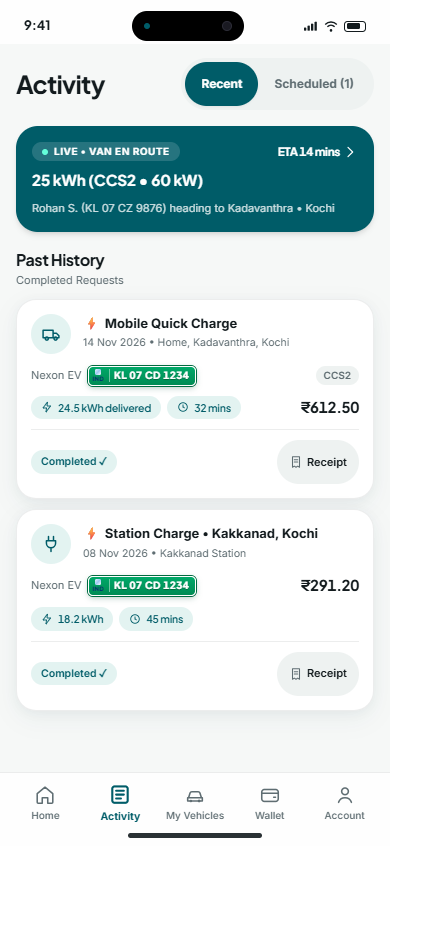 9:41
Activity
Recent
Scheduled (1)
LIVE • VAN EN ROUTE
ETA 14 mins
25 kWh (CCS2 • 60 kW)
Rohan S. (KL 07 CZ 9876) heading to Kadavanthra • Kochi
Past History
Completed Requests
Mobile Quick Charge
14 Nov 2026 • Home, Kadavanthra, Kochi
Nexon EV
IND KL 07 CD 1234
CCS2
24.5 kWh delivered
32 mins
₹612.50
Completed ✓
Receipt
Station Charge • Kakkanad, Kochi
08 Nov 2026 • Kakkanad Station
Nexon EV
IND KL 07 CD 1234
₹291.20
18.2 kWh
45 mins
Completed ✓
Receipt
Home
Activity
My Vehicles
Wallet
Account